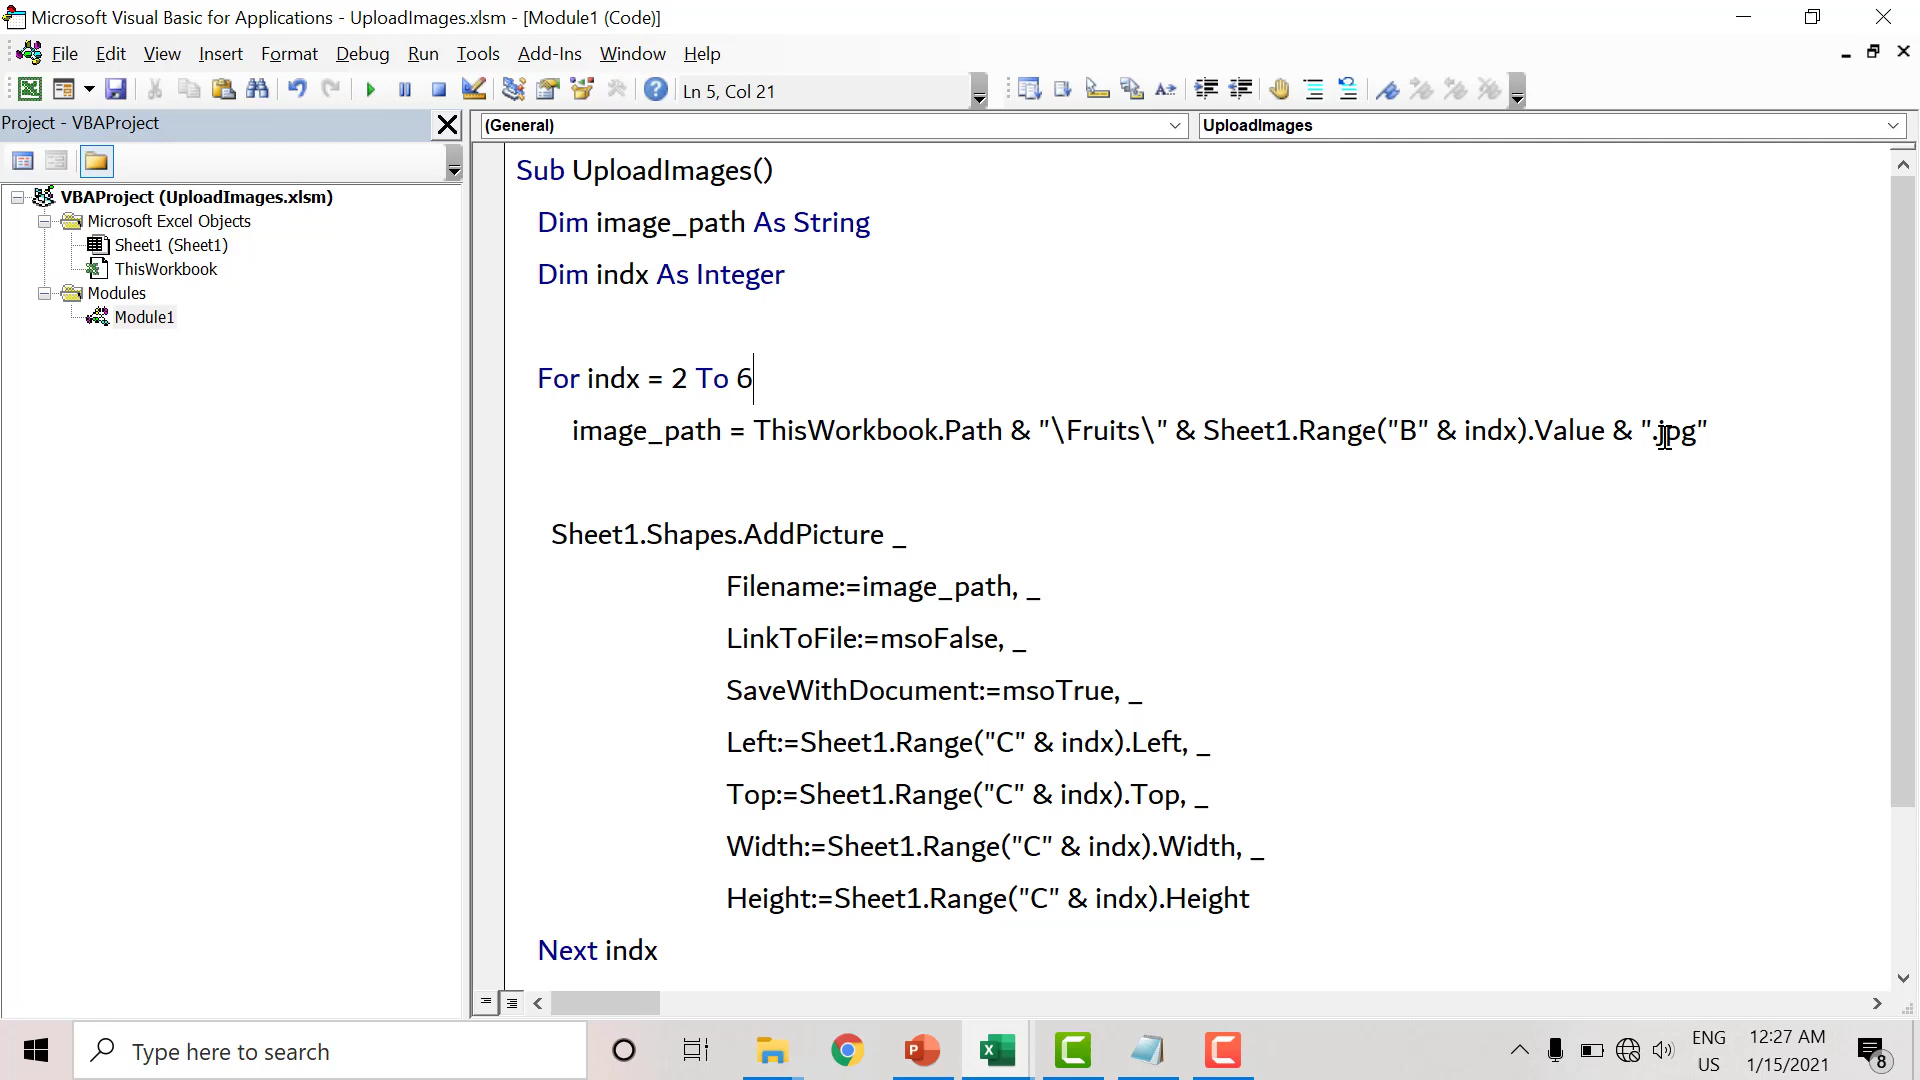 Microsoft Visual Basic for Applications - UploadImages.xlsm - [Module1 (Code)]
File Edit View Insert Format Debug Run Tools Add-Ins Window Help
Ln 5, Col 21
Project - VBAProject
(General) UploadImages
VBAProject (UploadImages.xlsm)
Microsoft Excel Objects
Sheet1 (Sheet1)
ThisWorkbook
Modules
Module1
Sub UploadImages()
Dim image_path As String
Dim indx As Integer
For indx = 2 To 6
image_path = ThisWorkbook.Path & "\Fruits\" & Sheet1.Range("B" & indx).Value & ".jpg"
Sheet1.Shapes.AddPicture _
Filename:=image_path, _
LinkToFile:=msoFalse, _
SaveWithDocument:=msoTrue, _
Left:=Sheet1.Range("C" & indx).Left, _
Top:=Sheet1.Range("C" & indx).Top, _
Width:=Sheet1.Range("C" & indx).Width, _
Height:=Sheet1.Range("C" & indx).Height
Next indx
Type here to search
ENG
US
12:27 AM
1/15/2021
8